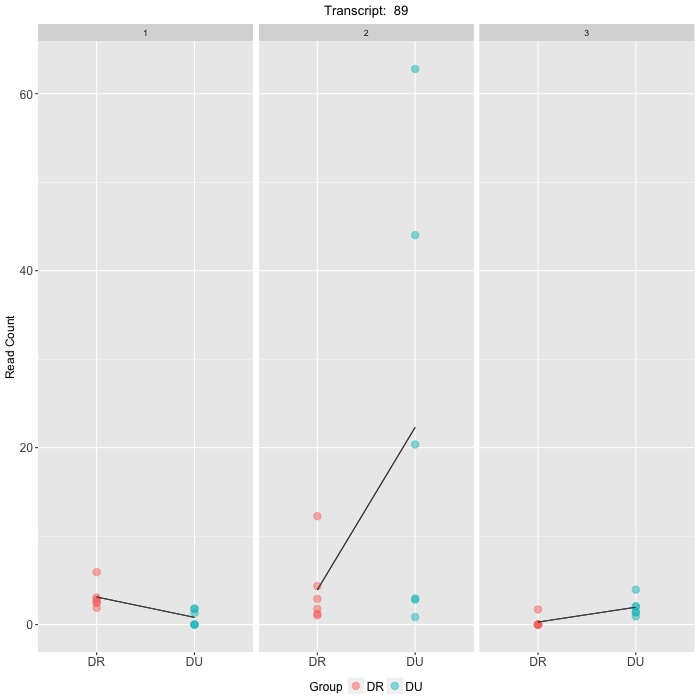 Transcript:  89
1 2 3
60
40
20
0
Read Count
DR DU DR DU DR DU
Group DR DU